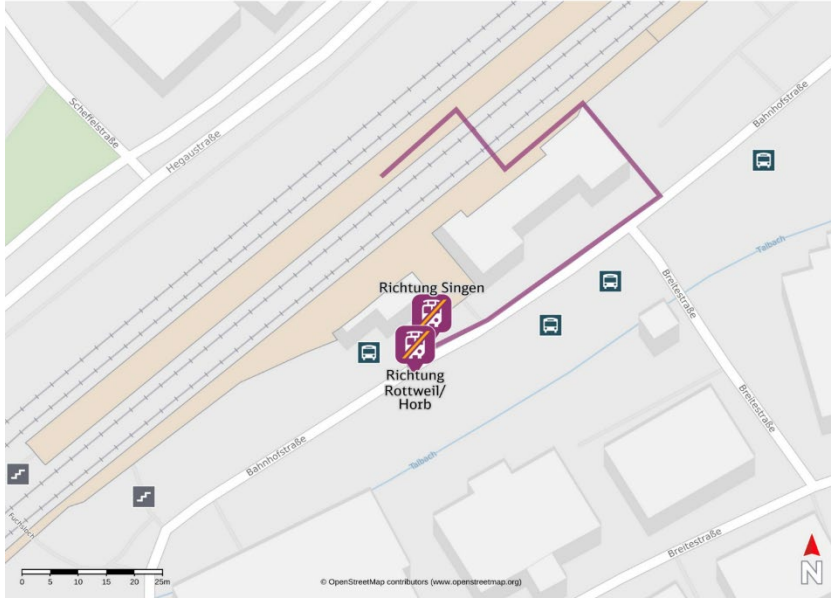 Scheffelstraße
Hegaustraße
Bahnhofstraße
Talbach
Richtung Singen
Breitestraße
Richtung
Rottweil/
Horb
Breitestraße
Bahnhofstraße
Talbach
Fuchsloch
Breitestraße
0 5 10 15 20 25m
© OpenStreetMap contributors (www.openstreetmap.org)
N